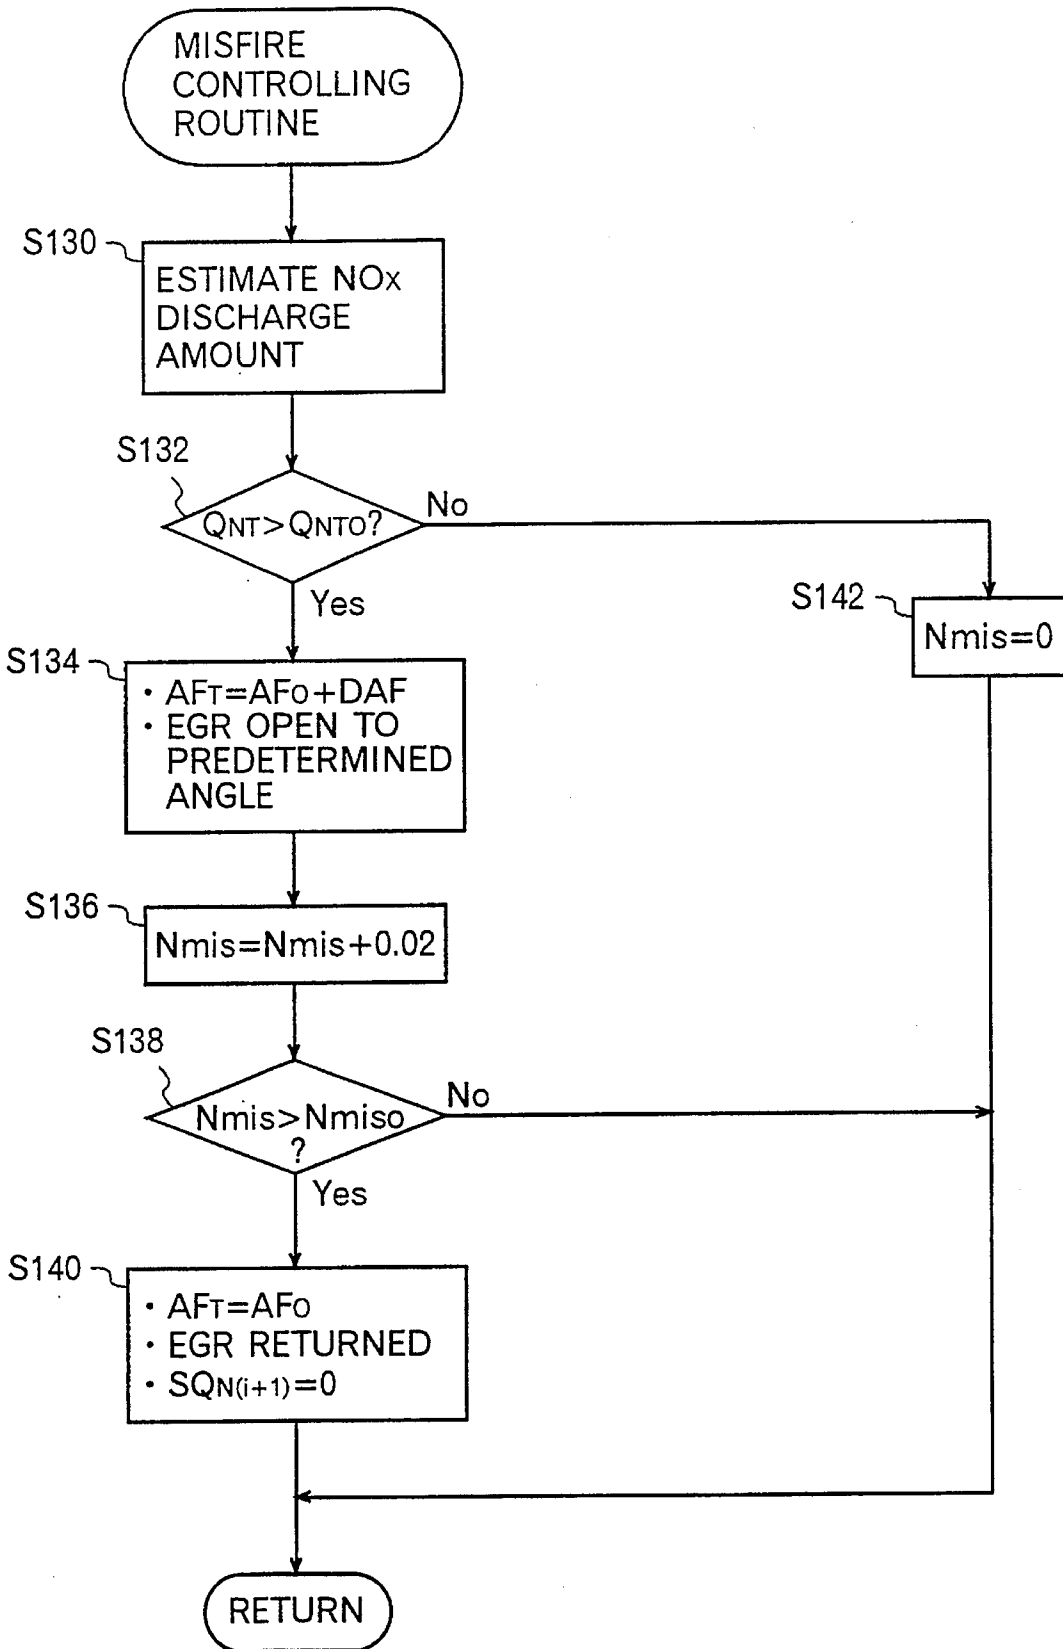 MISFIRE
CONTROLLING
ROUTINE
S130
ESTIMATE NOx
DISCHARGE
AMOUNT
S132
QNT>QNTO?
No
Yes
S142
Nmis=0
S134
・AFT=AFO+DAF
・EGR OPEN TO
PREDETERMINED
ANGLE
S136
Nmis=Nmis+0.02
S138
Nmis>Nmiso
?
No
Yes
S140
・AFT=AFO
・EGR RETURNED
・SQN(i+1)=0
RETURN